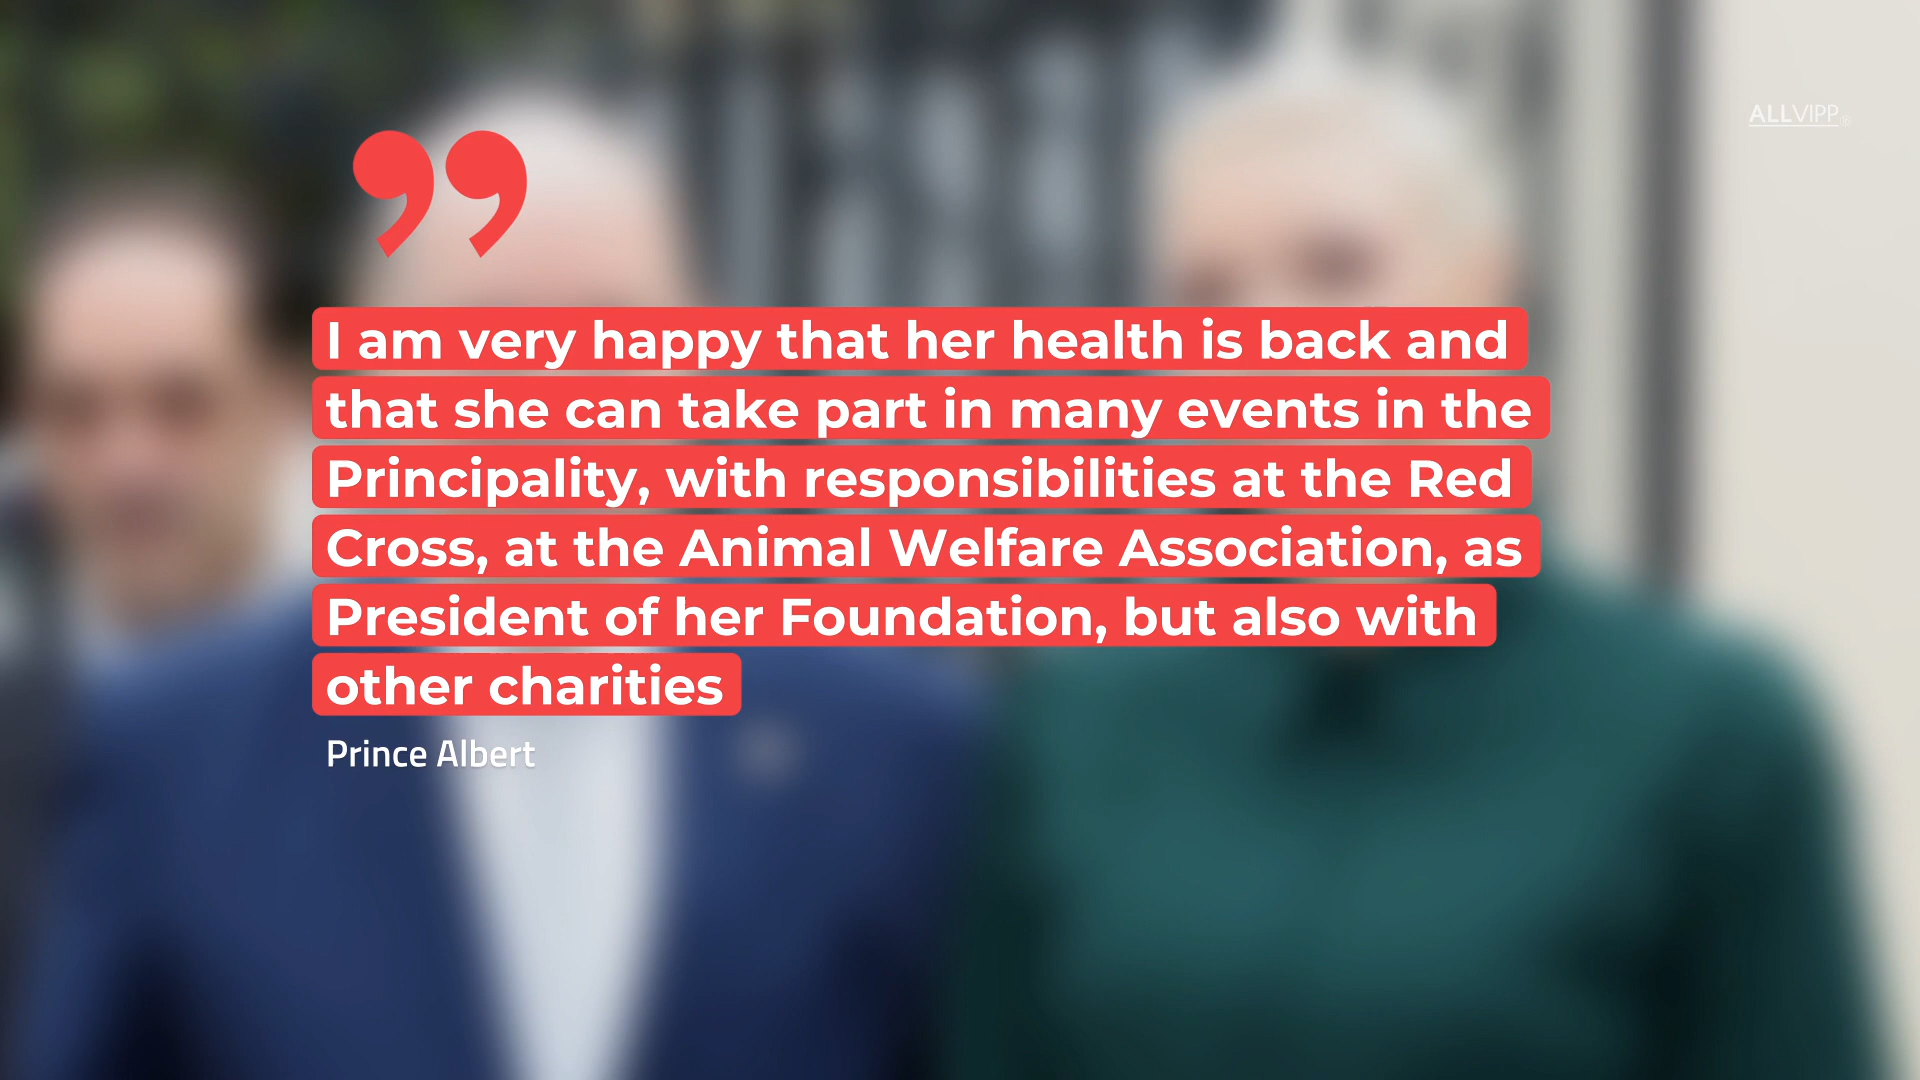 ALLVIPP
”
I am very happy that her health is back and
that she can take part in many events in the
Principality, with responsibilities at the Red
Cross, at the Animal Welfare Association, as
President of her Foundation, but also with
other charities
Prince Albert